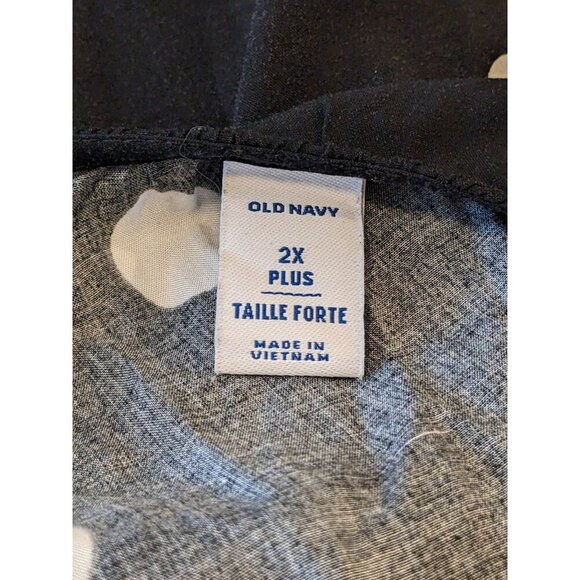 OLD NAVY
2X
PLUS
TAILLE FORTE
MADE IN
VIETNAM